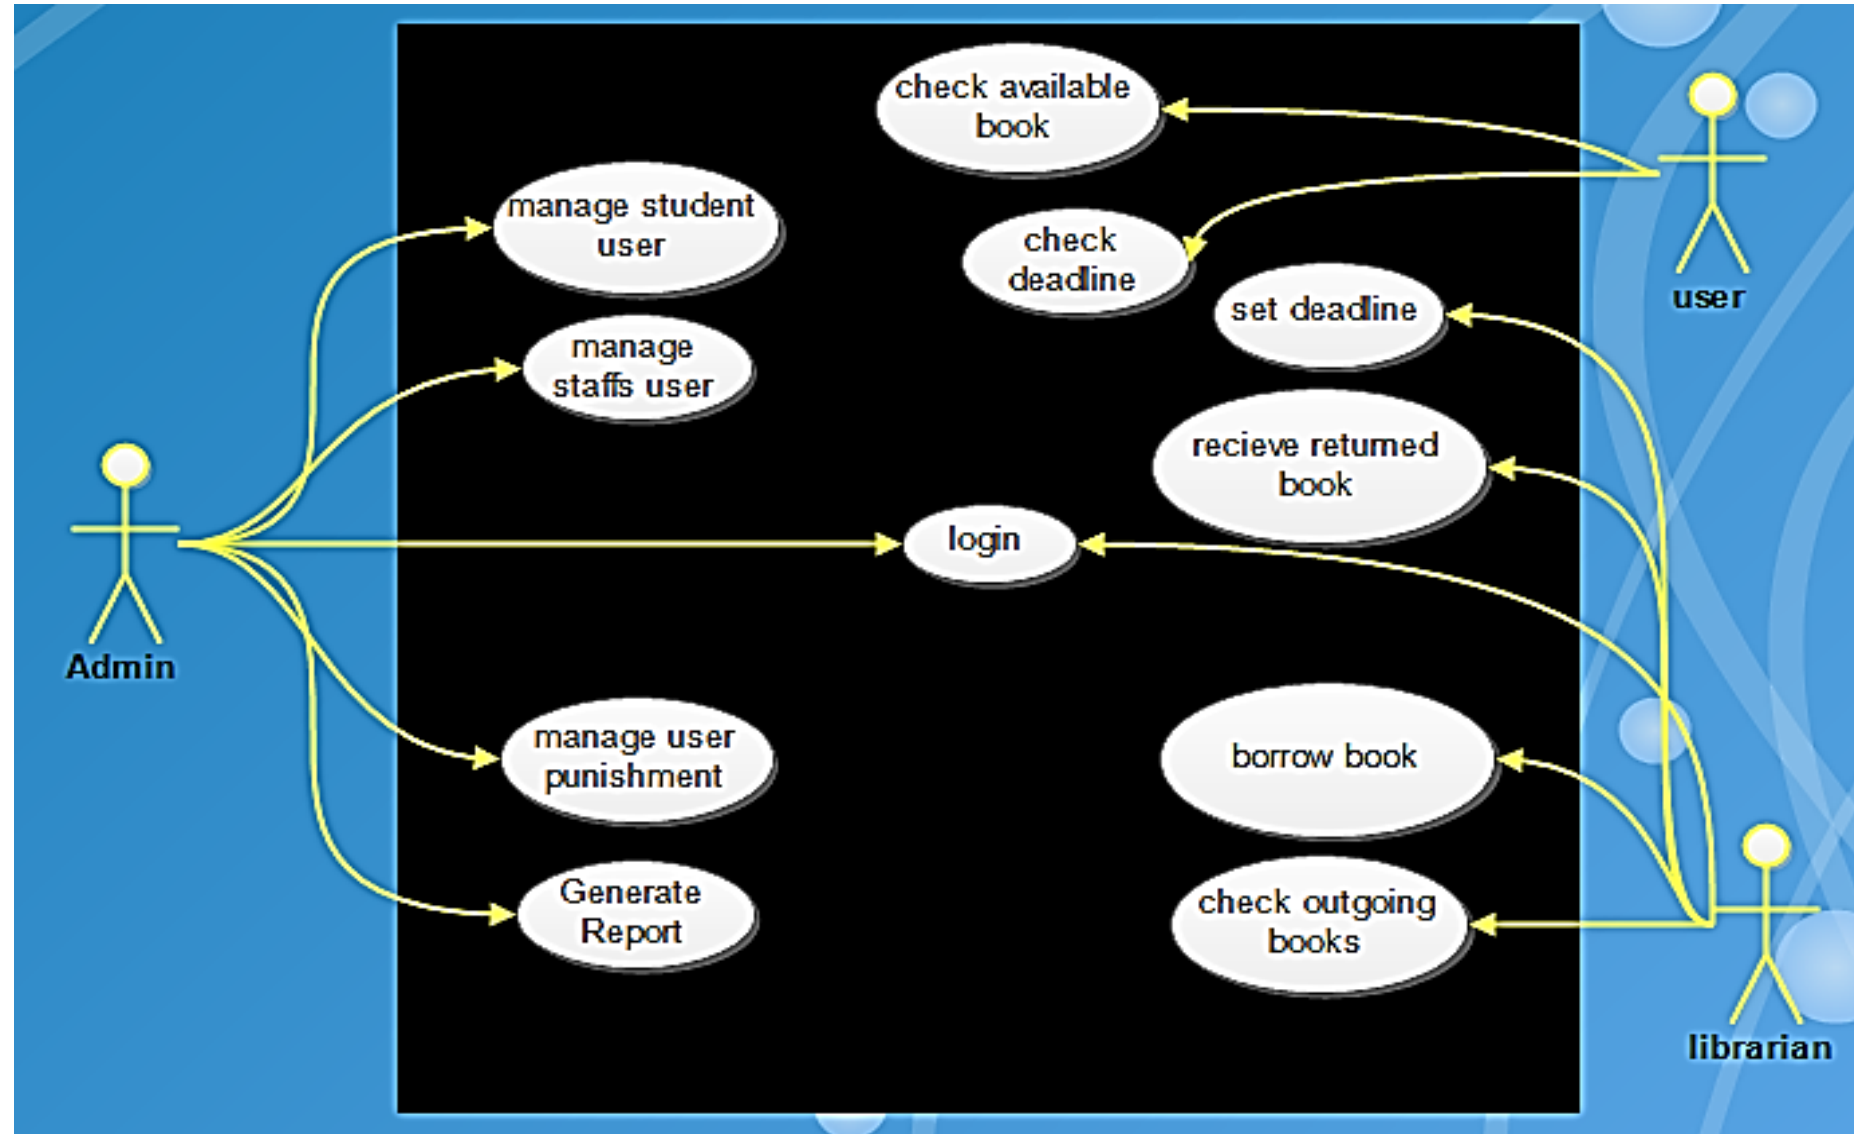 check available
book
manage student
user
check
deadline
user
set deadline
manage
staffs user
recieve returned
book
login
Admin
manage user
punishment
borrow book
Generate
Report
check outgoing
books
librarian